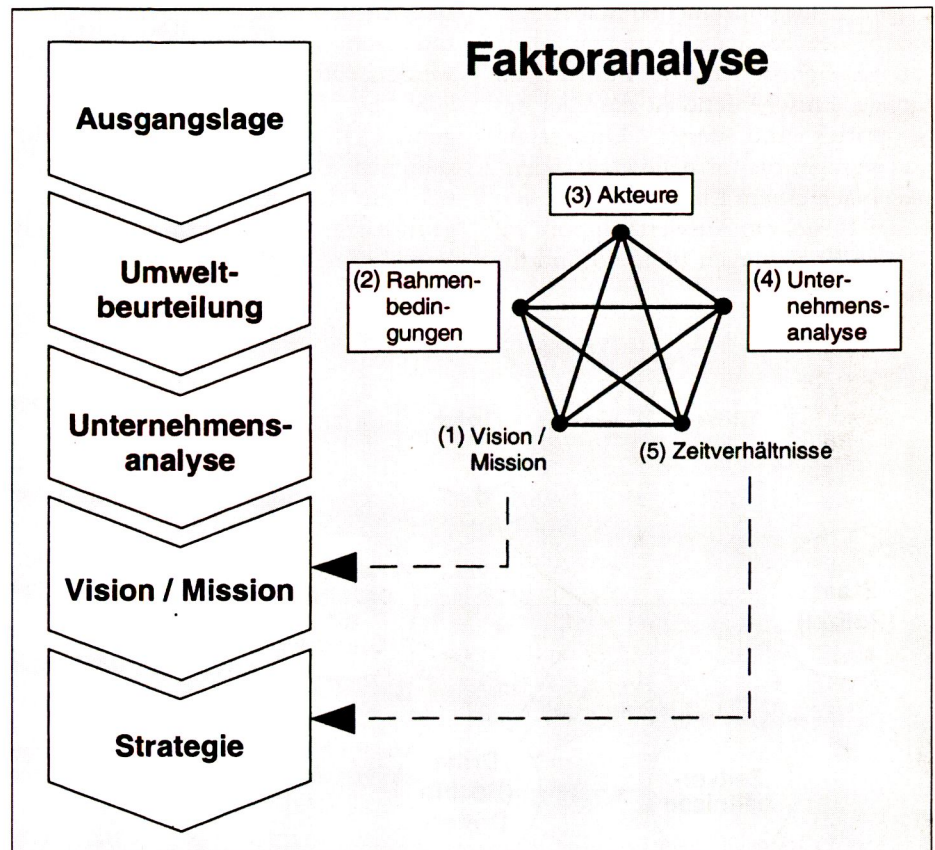 Faktoranalyse
Ausgangslage
Umwelt-
beurteilung
Unternehmens-
analyse
Vision / Mission
Strategie
(3) Akteure
(2) Rahmen-
bedin-
gungen
(4) Unter-
nehmens-
analyse
(1) Vision /
Mission
(5) Zeitverhältnisse